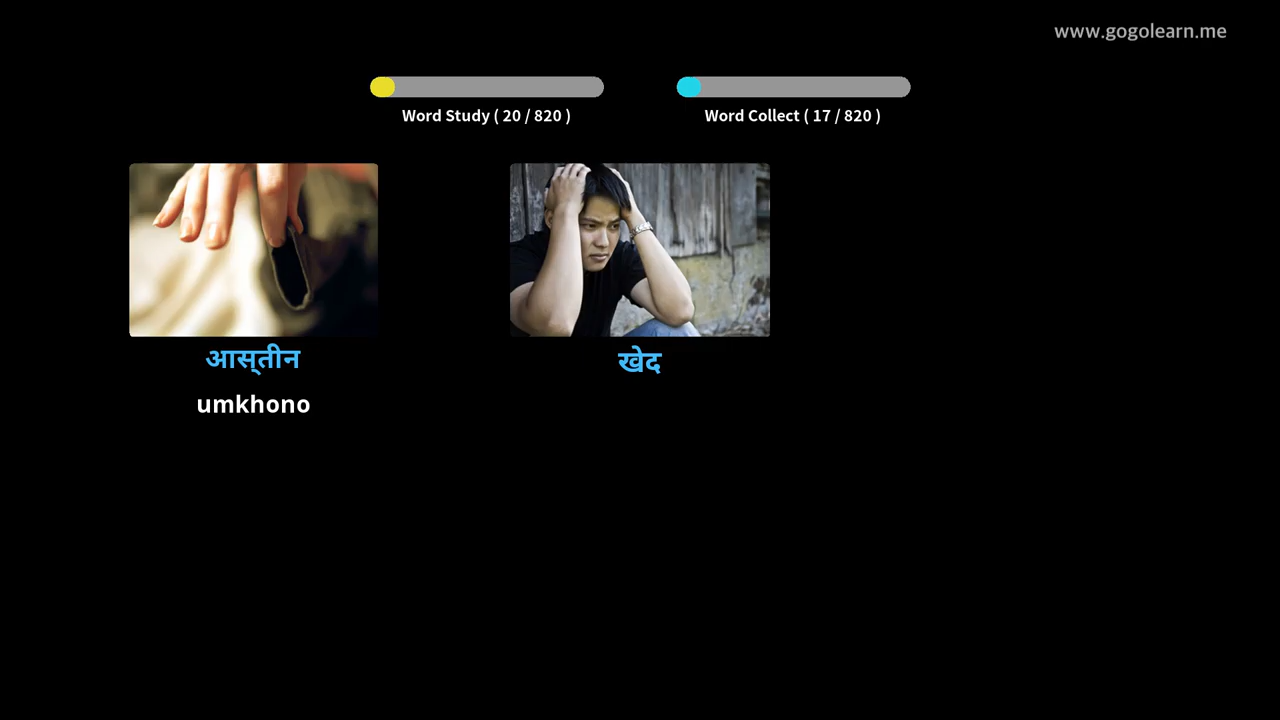 www.gogolearn.me
Word Study ( 20 / 820 )
Word Collect ( 17 / 820 )
आस्तीन
खेद
umkhono